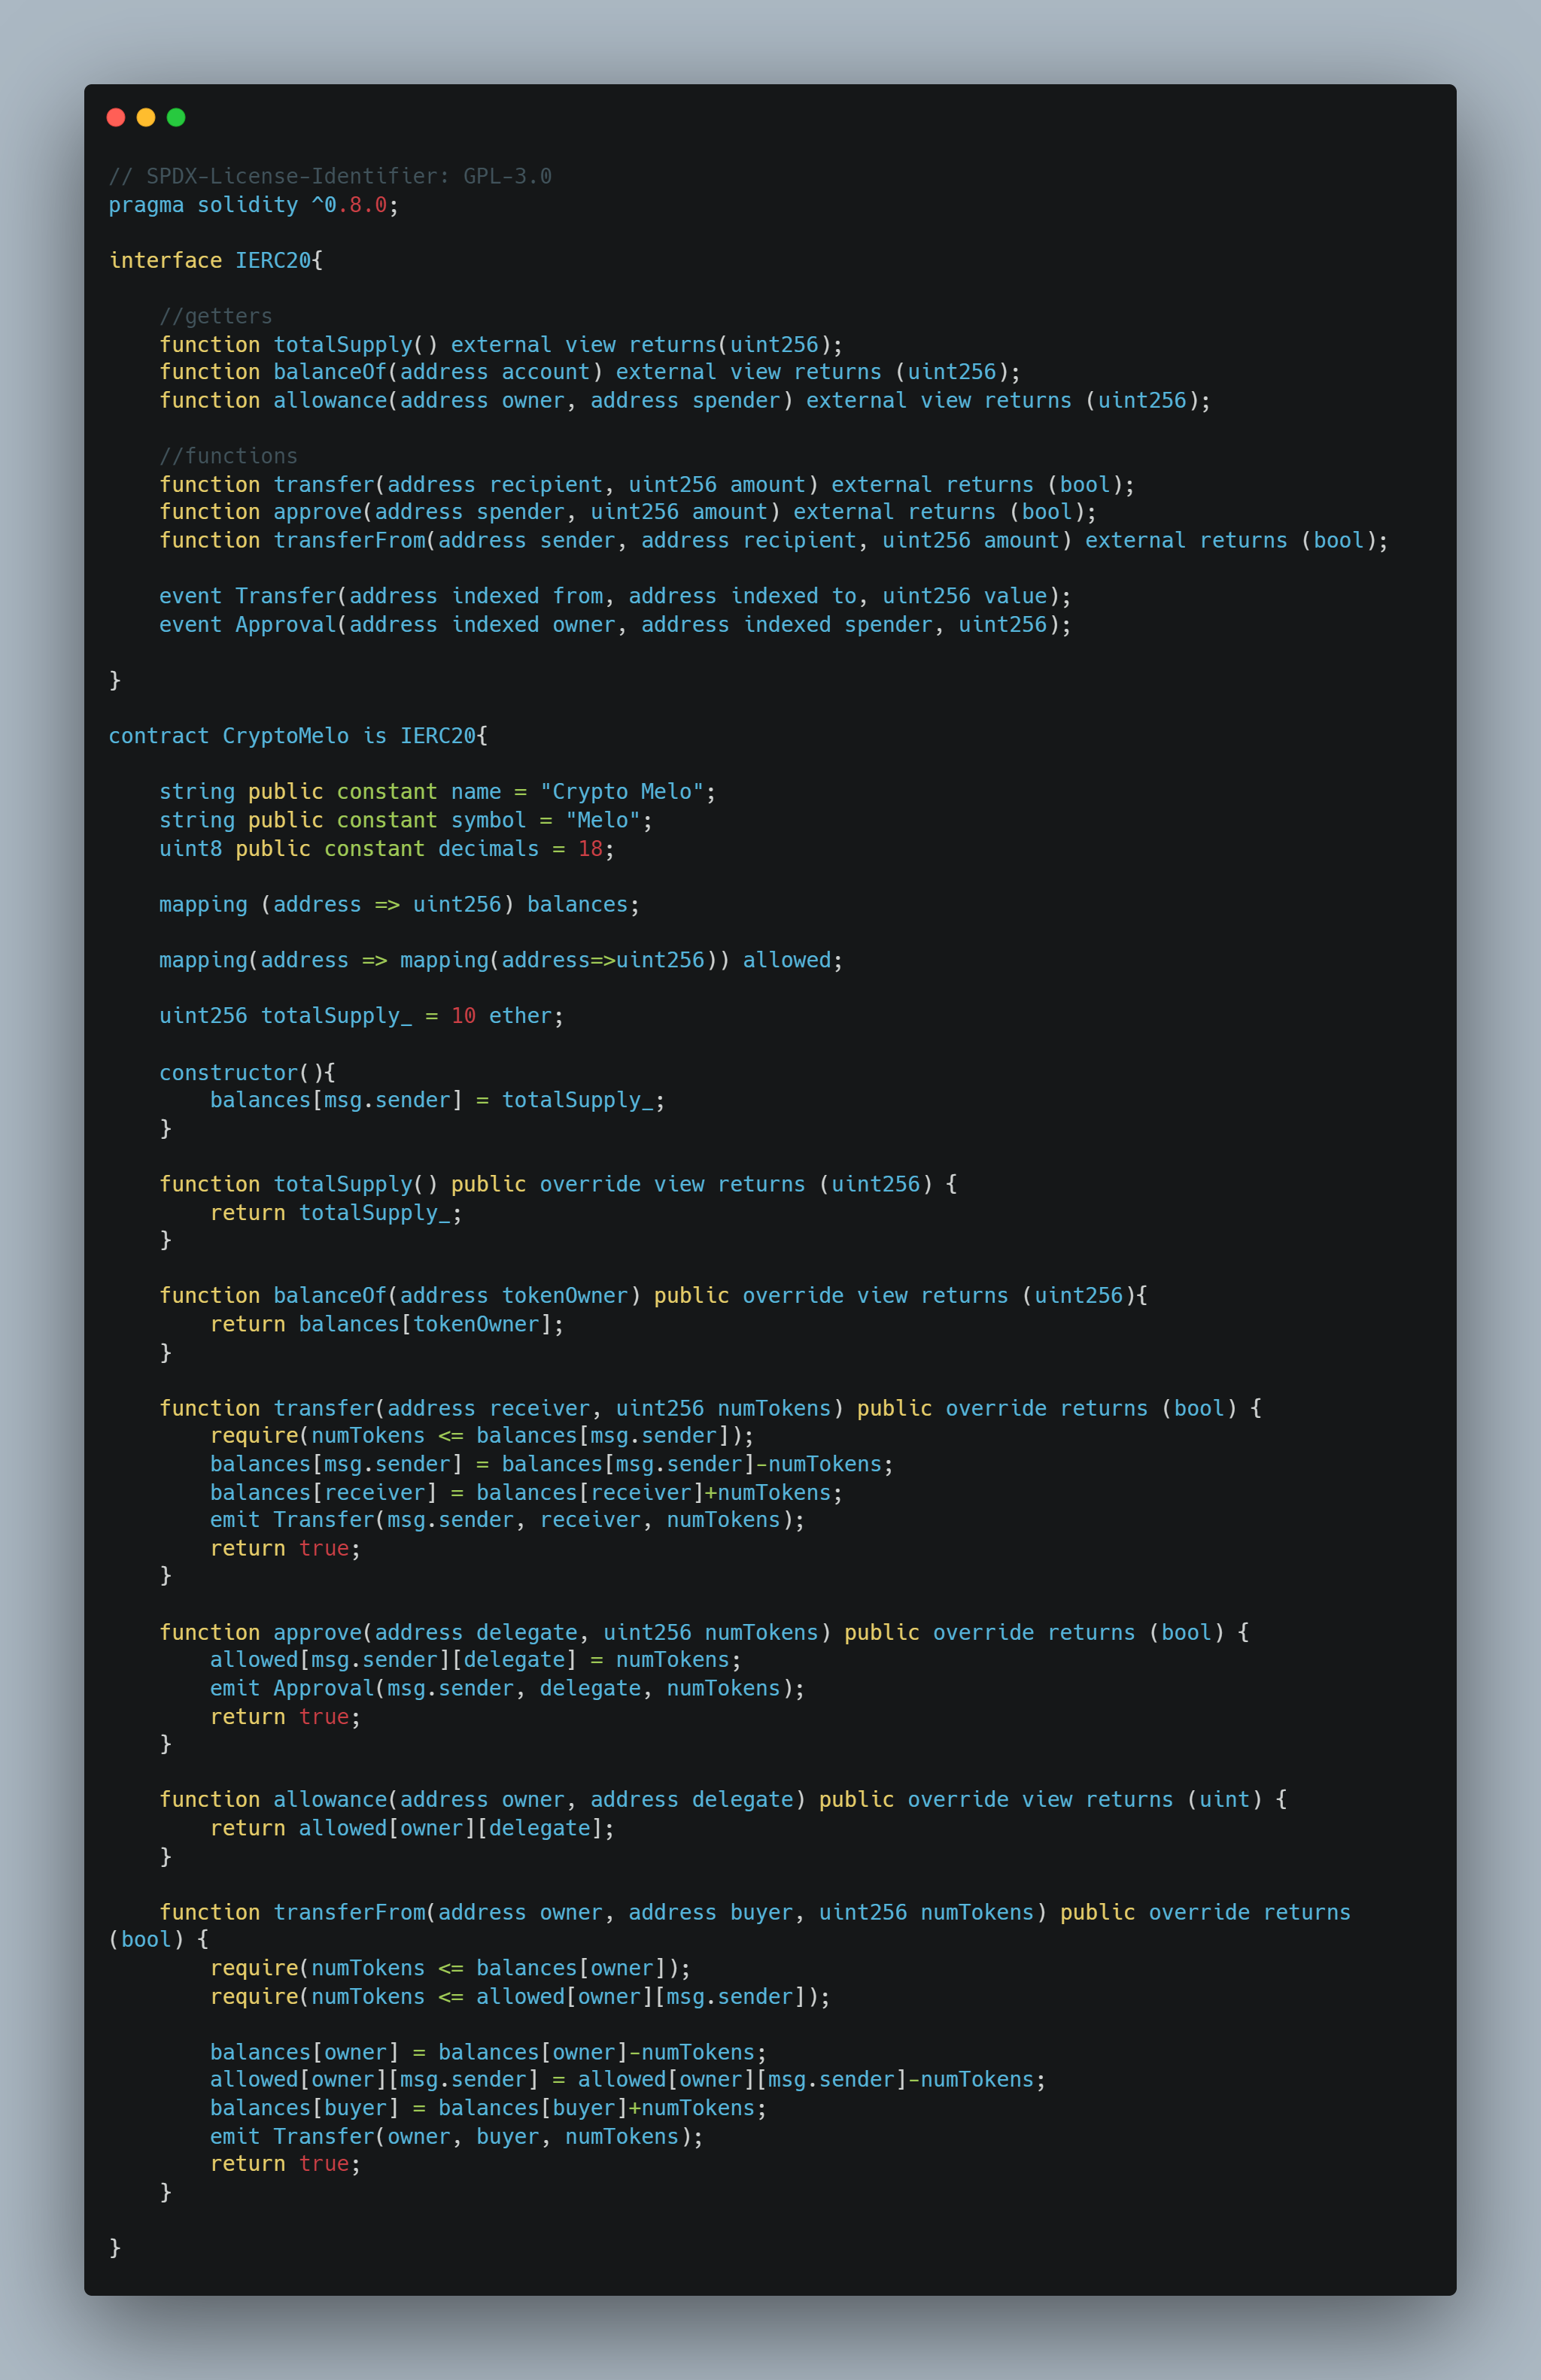 // SPDX-License-Identifier: GPL-3.0
pragma solidity ^0.8.0;

interface IERC20{

    //getters
    function totalSupply() external view returns(uint256);
    function balanceOf(address account) external view returns (uint256);
    function allowance(address owner, address spender) external view returns (uint256);

    //functions
    function transfer(address recipient, uint256 amount) external returns (bool);
    function approve(address spender, uint256 amount) external returns (bool);
    function transferFrom(address sender, address recipient, uint256 amount) external returns (bool);

    event Transfer(address indexed from, address indexed to, uint256 value);
    event Approval(address indexed owner, address indexed spender, uint256);

}

contract CryptoMelo is IERC20{

    string public constant name = "Crypto Melo";
    string public constant symbol = "Melo";
    uint8 public constant decimals = 18;

    mapping (address => uint256) balances;

    mapping(address => mapping(address=>uint256)) allowed;

    uint256 totalSupply_ = 10 ether;

    constructor(){
        balances[msg.sender] = totalSupply_;
    }

    function totalSupply() public override view returns (uint256) {
        return totalSupply_;
    }

    function balanceOf(address tokenOwner) public override view returns (uint256){
        return balances[tokenOwner];
    }

    function transfer(address receiver, uint256 numTokens) public override returns (bool) {
        require(numTokens <= balances[msg.sender]);
        balances[msg.sender] = balances[msg.sender]-numTokens;
        balances[receiver] = balances[receiver]+numTokens;
        emit Transfer(msg.sender, receiver, numTokens);
        return true;
    }

    function approve(address delegate, uint256 numTokens) public override returns (bool) {
        allowed[msg.sender][delegate] = numTokens;
        emit Approval(msg.sender, delegate, numTokens);
        return true;
    }

    function allowance(address owner, address delegate) public override view returns (uint) {
        return allowed[owner][delegate];
    }

    function transferFrom(address owner, address buyer, uint256 numTokens) public override returns
(bool) {
        require(numTokens <= balances[owner]);
        require(numTokens <= allowed[owner][msg.sender]);

        balances[owner] = balances[owner]-numTokens;
        allowed[owner][msg.sender] = allowed[owner][msg.sender]-numTokens;
        balances[buyer] = balances[buyer]+numTokens;
        emit Transfer(owner, buyer, numTokens);
        return true;
    }

}